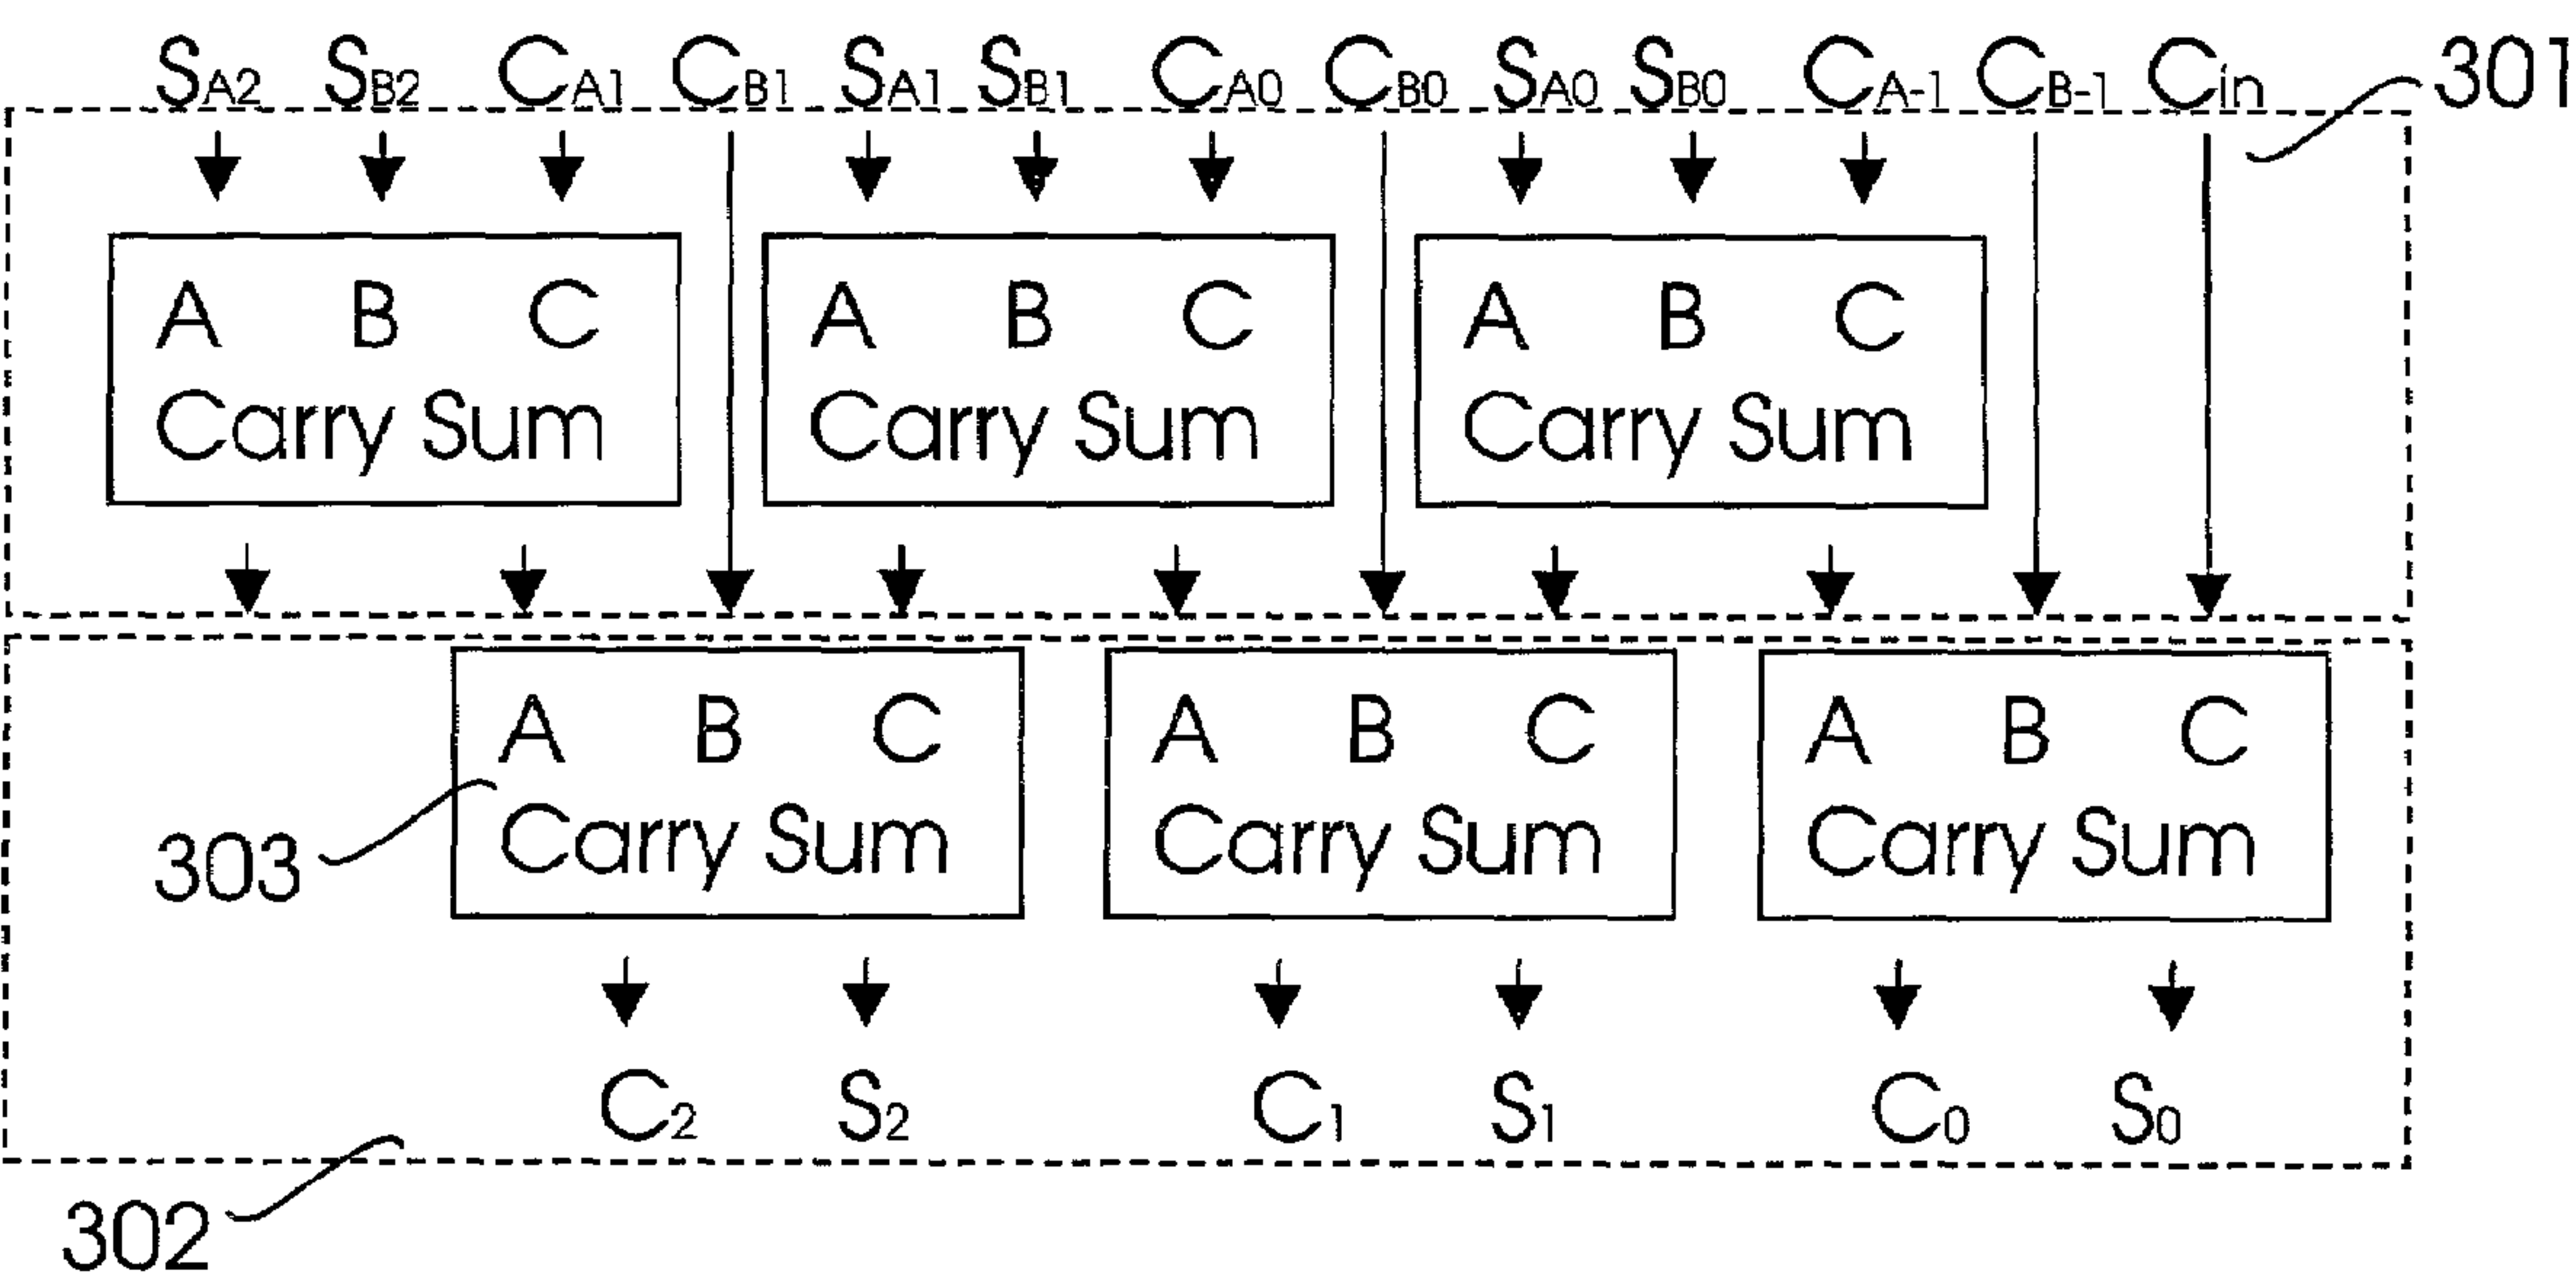 SA2 SB2 CA1 CB1 SA1 SB1 CA0 CB0 SA0 SB0 CA-1 CB-1 Cin 301
A B C A B C A B C
Carry Sum Carry Sum Carry Sum
A B C A B C A B C
303 Carry Sum Carry Sum Carry Sum
C2 S2 C1 S1 C0 S0
302